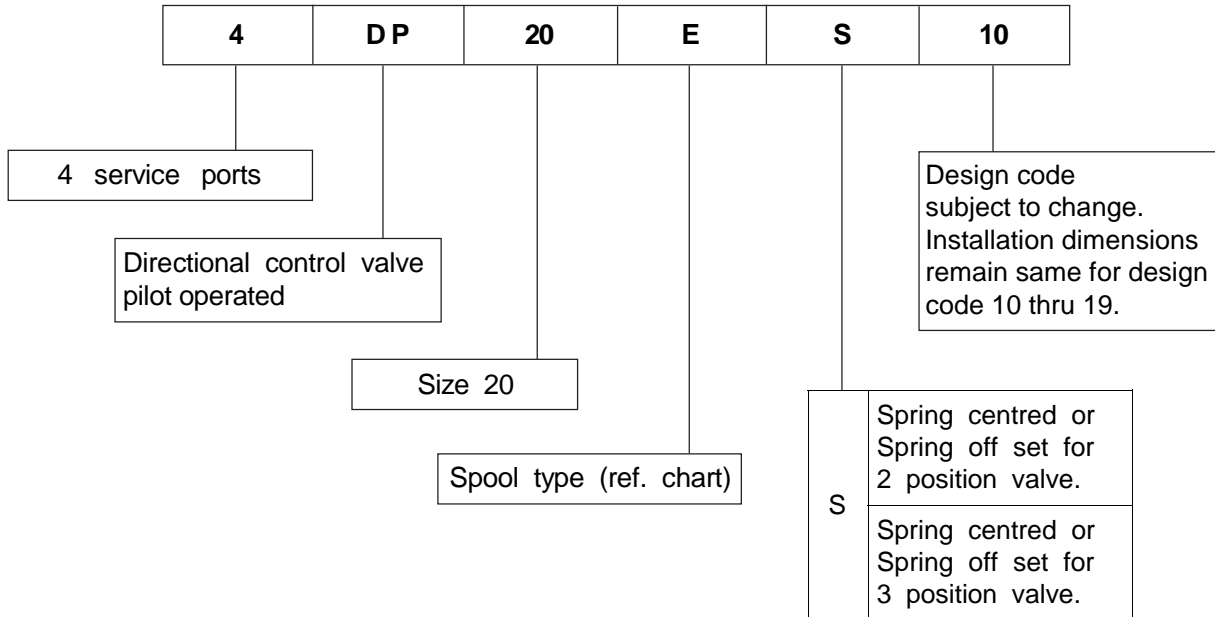 4 DP 20 E S 10
4 service ports
Directional control valve
pilot operated
Size 20
Spool type (ref. chart)
S
Spring centred or
Spring off set for
2 position valve.
Spring centred or
Spring off set for
3 position valve.
Design code
subject to change.
Installation dimensions
remain same for design
code 10 thru 19.